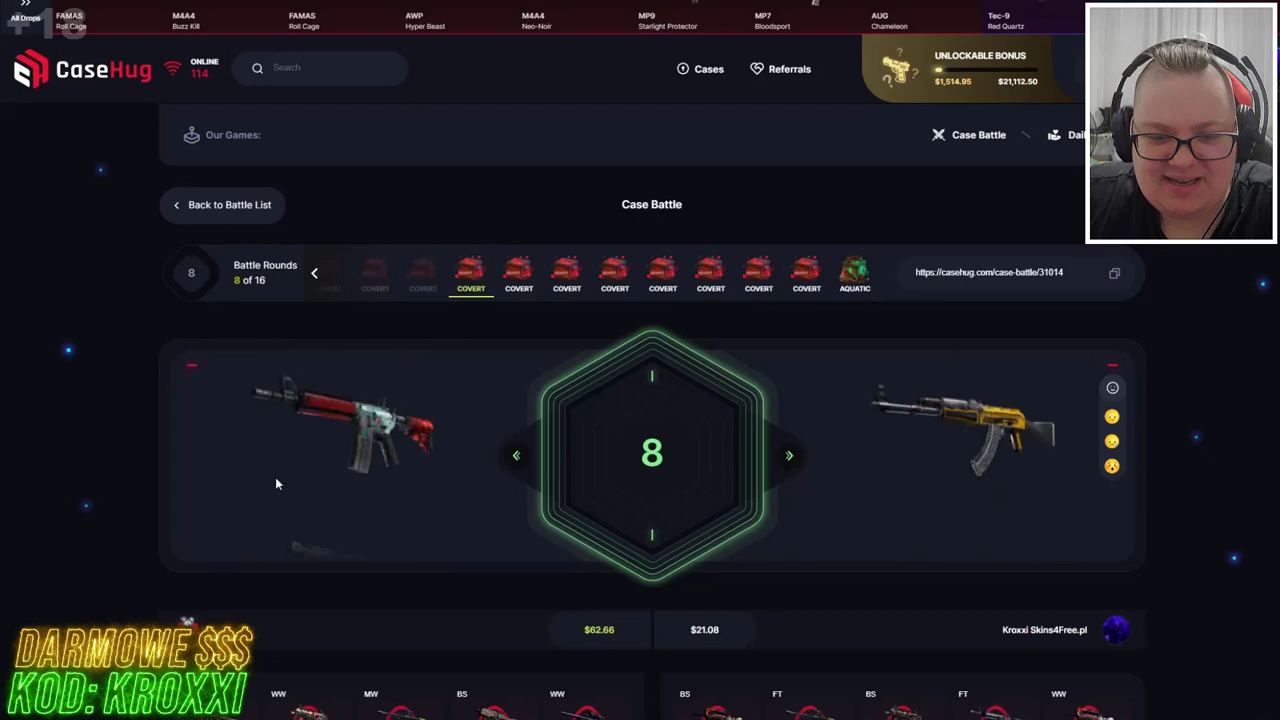 All Drops
+18
FAMAS
Roll Cage
M4A4
Buzz Kill
FAMAS
Roll Cage
AWP
Hyper Beast
M4A4
Neo-Noir
MP9
Starlight Protector
MP7
Bloodsport
AUG
Chameleon
Tec-9
Red Quartz
CaseHug
ONLINE
114
Search
Cases
Referrals
UNLOCKABLE BONUS
$1,514.95 $21,112.50
Our Games:
Case Battle
Dail
Back to Battle List
Case Battle
8
Battle Rounds
8 of 16
COVERT COVERT COVERT COVERT COVERT COVERT COVERT COVERT COVERT COVERT AQUATIC
https://casehug.com/case-battle/31014
8
$62.66
$21.08
Kroxxi Skins4Free.pl
DARMOWE $$$
KOD: KROXXI
WW MW BS WW BS FT BS FT WW